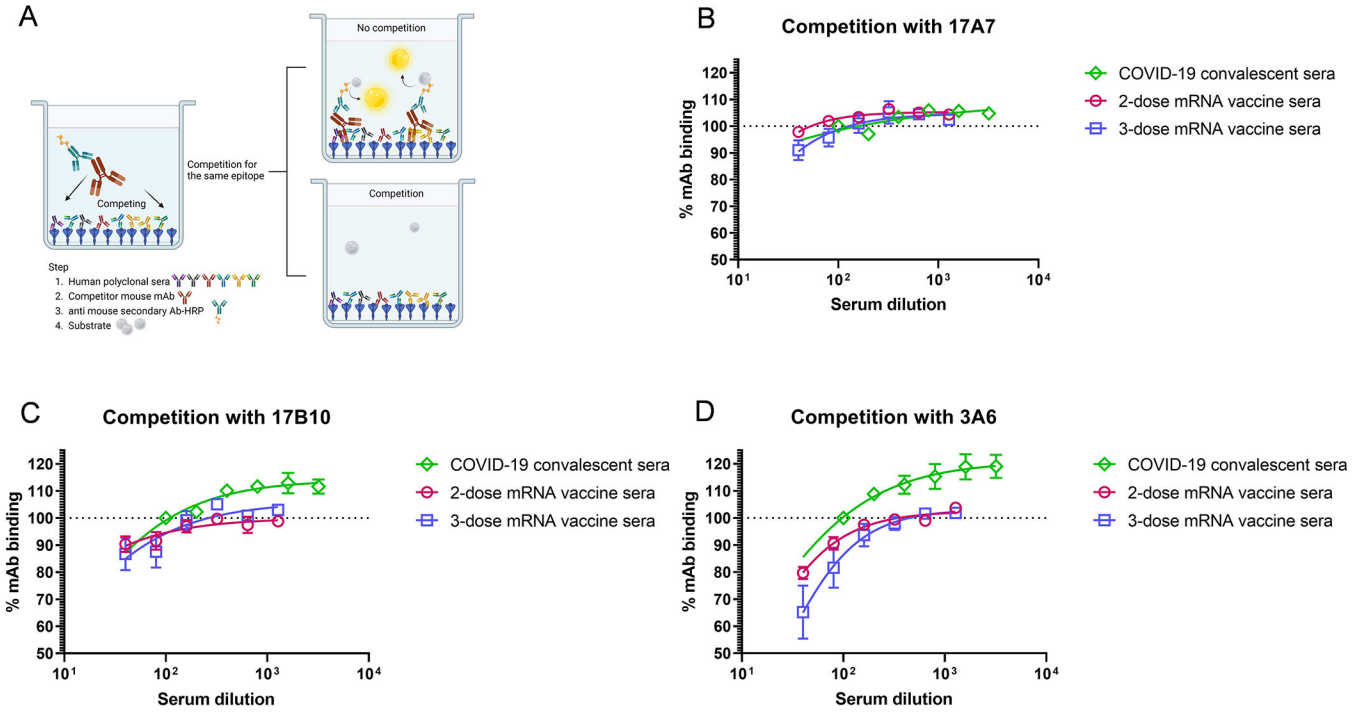 A
No competition
Competing
Competition for
the same epitope
Competition
Step
1. Human polyclonal sera
2. Competitor mouse mAb
3. anti mouse secondary Ab-HRP
4. Substrate
B
Competition with 17A7
% mAb binding
120
110
100
90
80
70
60
50
10¹
10²
10³
10⁴
Serum dilution
COVID-19 convalescent sera
2-dose mRNA vaccine sera
3-dose mRNA vaccine sera
C
Competition with 17B10
% mAb binding
120
110
100
90
80
70
60
50
10¹
10²
10³
10⁴
Serum dilution
COVID-19 convalescent sera
2-dose mRNA vaccine sera
3-dose mRNA vaccine sera
D
Competition with 3A6
% mAb binding
120
110
100
90
80
70
60
50
10¹
10²
10³
10⁴
Serum dilution
COVID-19 convalescent sera
2-dose mRNA vaccine sera
3-dose mRNA vaccine sera